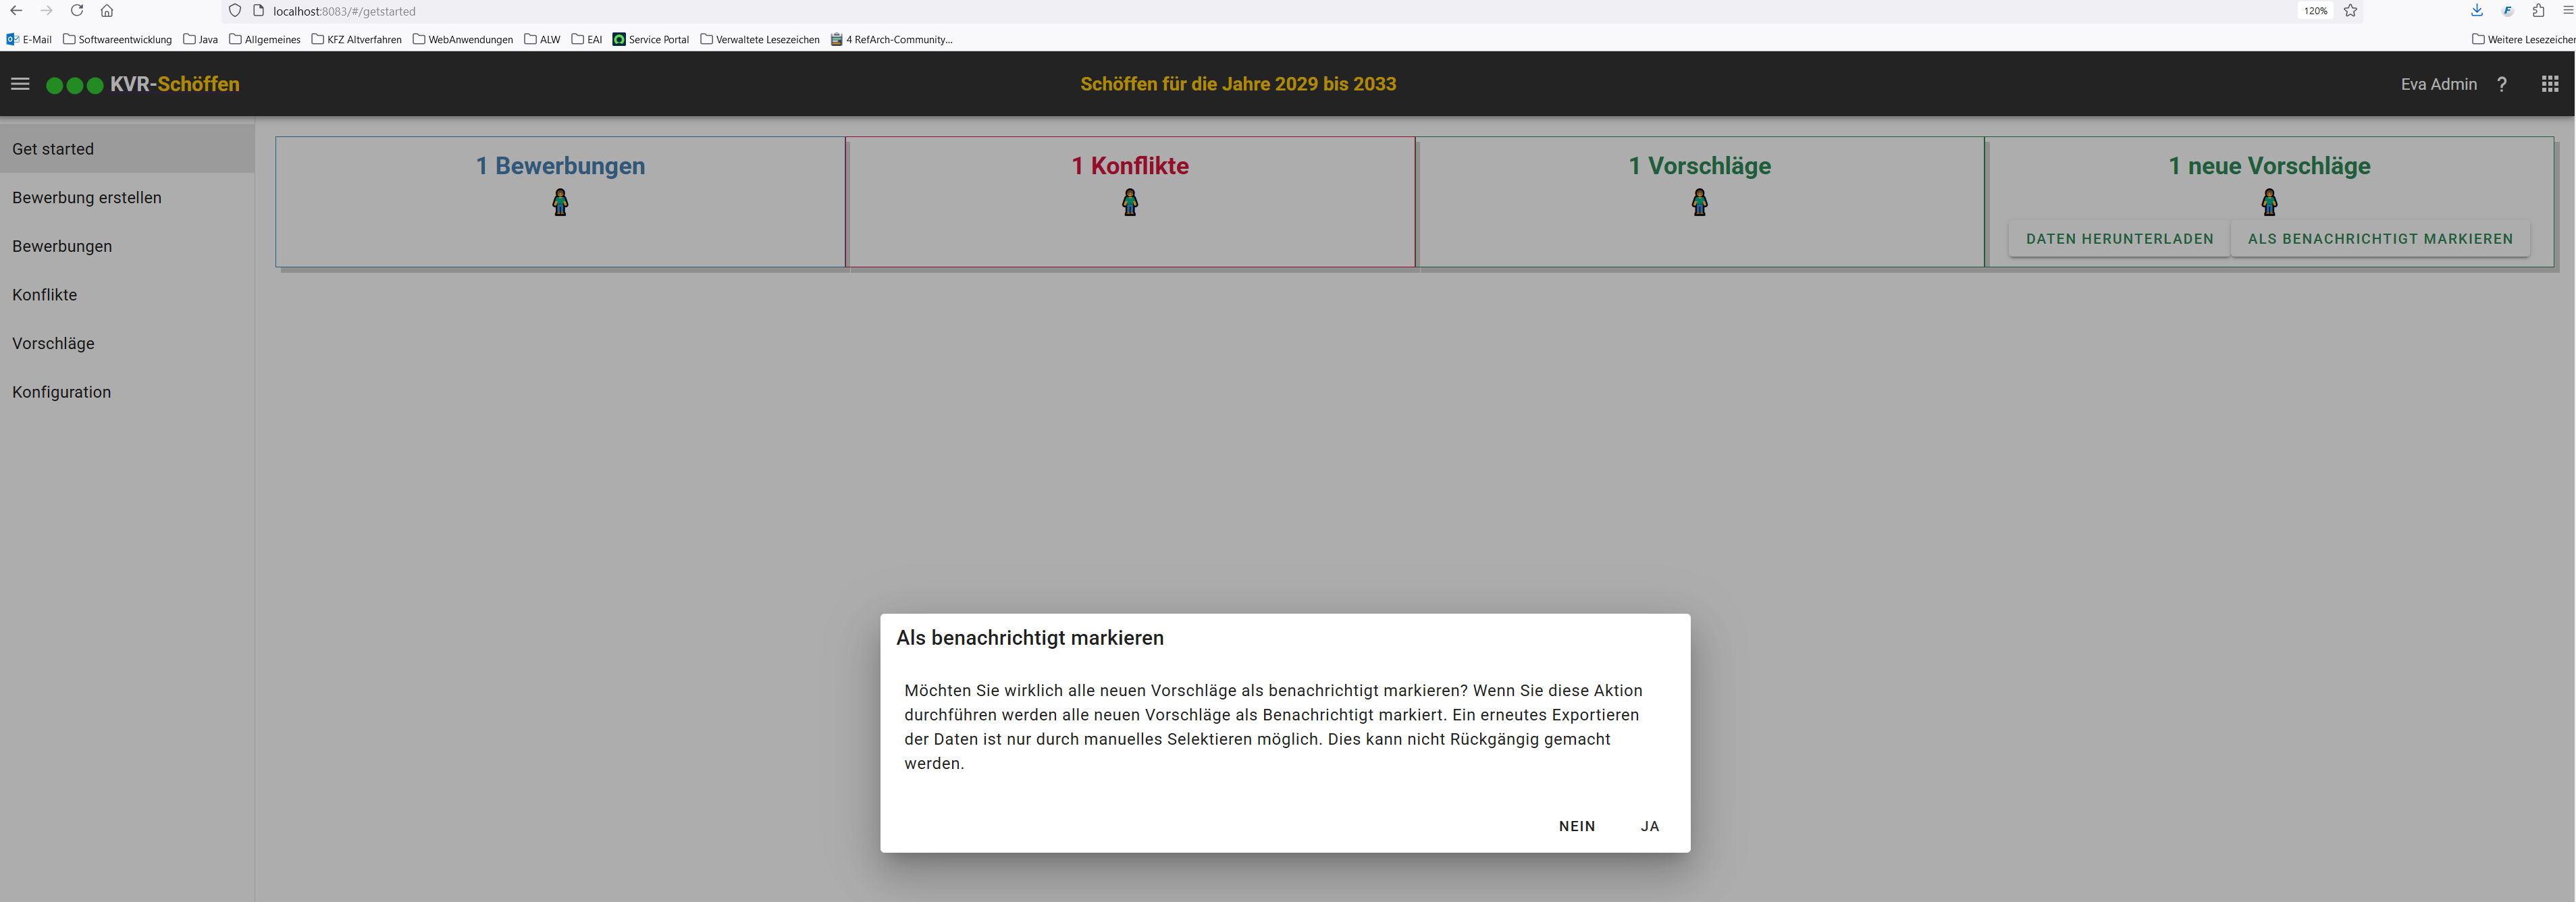 localhost:8083/#/getstarted
120%
E-Mail Softwareentwicklung Java Allgemeines KFZ Altverfahren WebAnwendungen ALW EAI Service Portal Verwaltete Lesezeichen 4 RefArch-Community... Weitere Lesezeichen
KVR-Schöffen
Schöffen für die Jahre 2029 bis 2033
Eva Admin ?
Get started
Bewerbung erstellen
Bewerbungen
Konflikte
Vorschläge
Konfiguration
1 Bewerbungen
1 Konflikte
1 Vorschläge
1 neue Vorschläge
DATEN HERUNTERLADEN ALS BENACHRICHTIGT MARKIEREN
Als benachrichtigt markieren
Möchten Sie wirklich alle neuen Vorschläge als benachrichtigt markieren? Wenn Sie diese Aktion
durchführen werden alle neuen Vorschläge als Benachrichtigt markiert. Ein erneutes Exportieren
der Daten ist nur durch manuelles Selektieren möglich. Dies kann nicht Rückgängig gemacht
werden.
NEIN JA